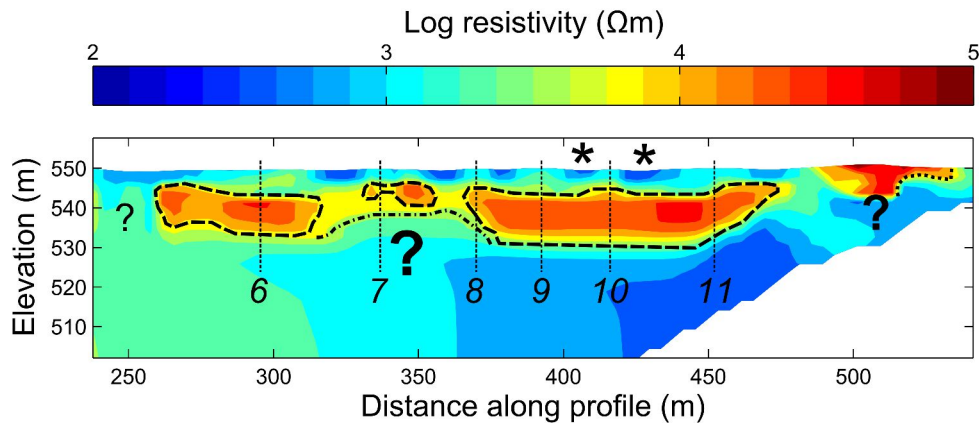 Log resistivity (Ωm)
2 3 4 5
* *
Elevation (m)
550
540
530
520
510
? ? ?
6 7 8 9 10 11
250 300 350 400 450 500
Distance along profile (m)